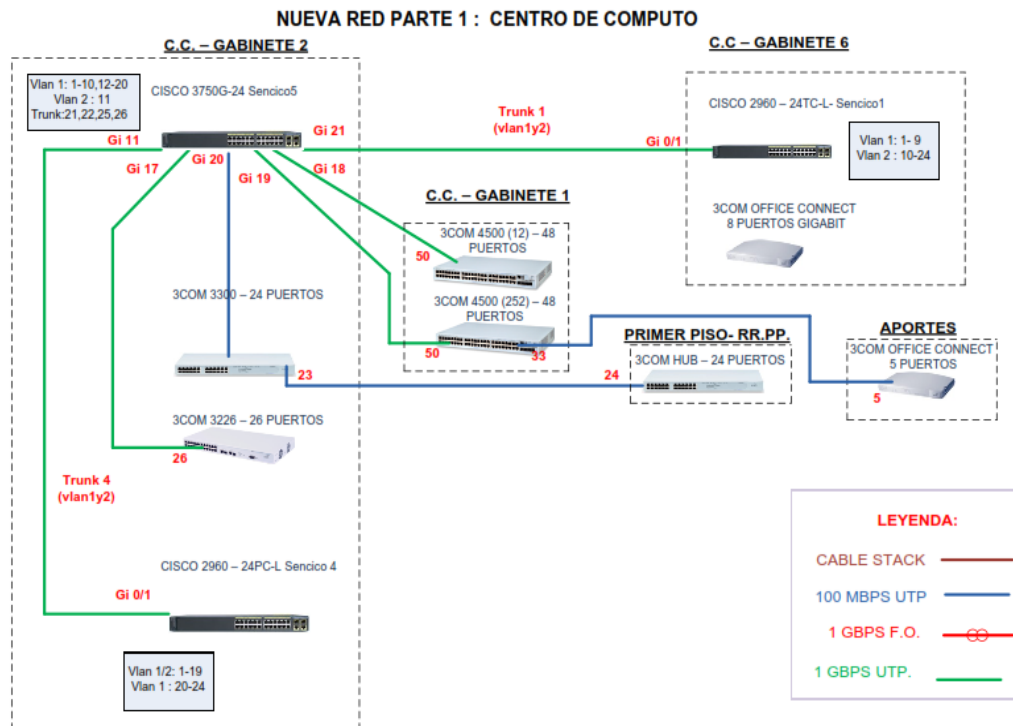 NUEVA RED PARTE 1 : CENTRO DE COMPUTO
C.C. – GABINETE 2
Vlan 1: 1-10,12-20
Vlan 2 : 11
Trunk:21,22,25,26
CISCO 3750G-24 Sencico5
Gi 11
Gi 17
Gi 20
Gi 19
Gi 18
Gi 21
Trunk 1
(vlan1y2)
Gi 0/1
C.C – GABINETE 6
CISCO 2960 – 24TC-L- Sencico1
Vlan 1: 1- 9
Vlan 2 : 10-24
3COM OFFICE CONNECT
8 PUERTOS GIGABIT
C.C. – GABINETE 1
3COM 4500 (12) – 48
PUERTOS
50
3COM 4500 (252) – 48
PUERTOS
50
33
3COM 3300 – 24 PUERTOS
23
PRIMER PISO- RR.PP.
3COM HUB – 24 PUERTOS
24
APORTES
3COM OFFICE CONNECT
5 PUERTOS
5
3COM 3226 – 26 PUERTOS
26
Trunk 4
(vlan1y2)
CISCO 2960 – 24PC-L Sencico 4
Gi 0/1
Vlan 1/2: 1-19
Vlan 1 : 20-24
LEYENDA:
CABLE STACK
100 MBPS UTP
1 GBPS F.O.
1 GBPS UTP.